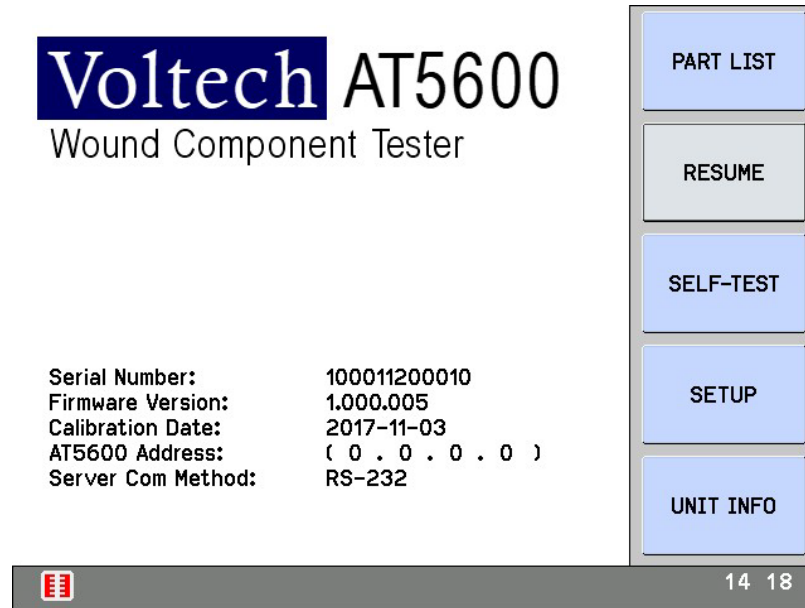 Voltech AT5600
Wound Component Tester
Serial Number: 100011200010
Firmware Version: 1.000.005
Calibration Date: 2017-11-03
AT5600 Address: ( 0 . 0 . 0 . 0 )
Server Com Method: RS-232
PART LIST
RESUME
SELF-TEST
SETUP
UNIT INFO
14 18